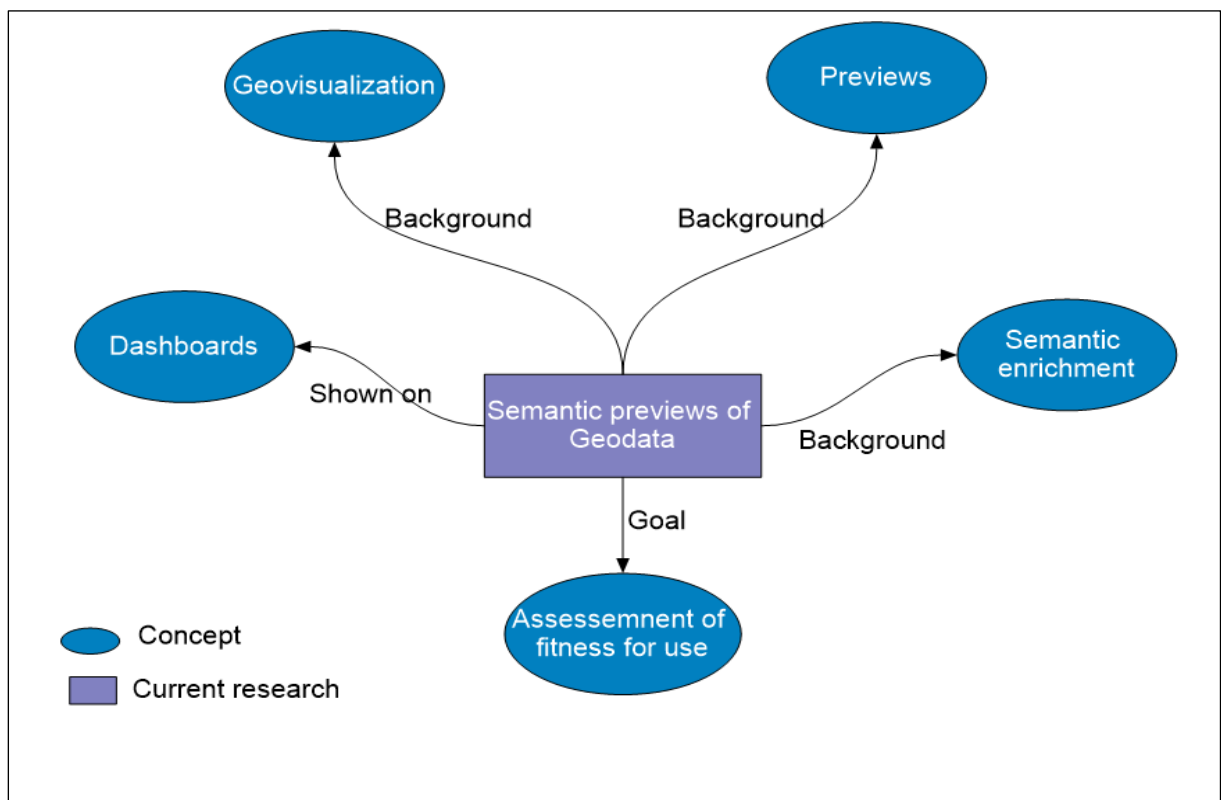 Geovisualization
Previews
Background
Background
Dashboards
Shown on
Semantic previews of
Geodata
Semantic
enrichment
Background
Goal
Assessemnent of
fitness for use
Concept
Current research